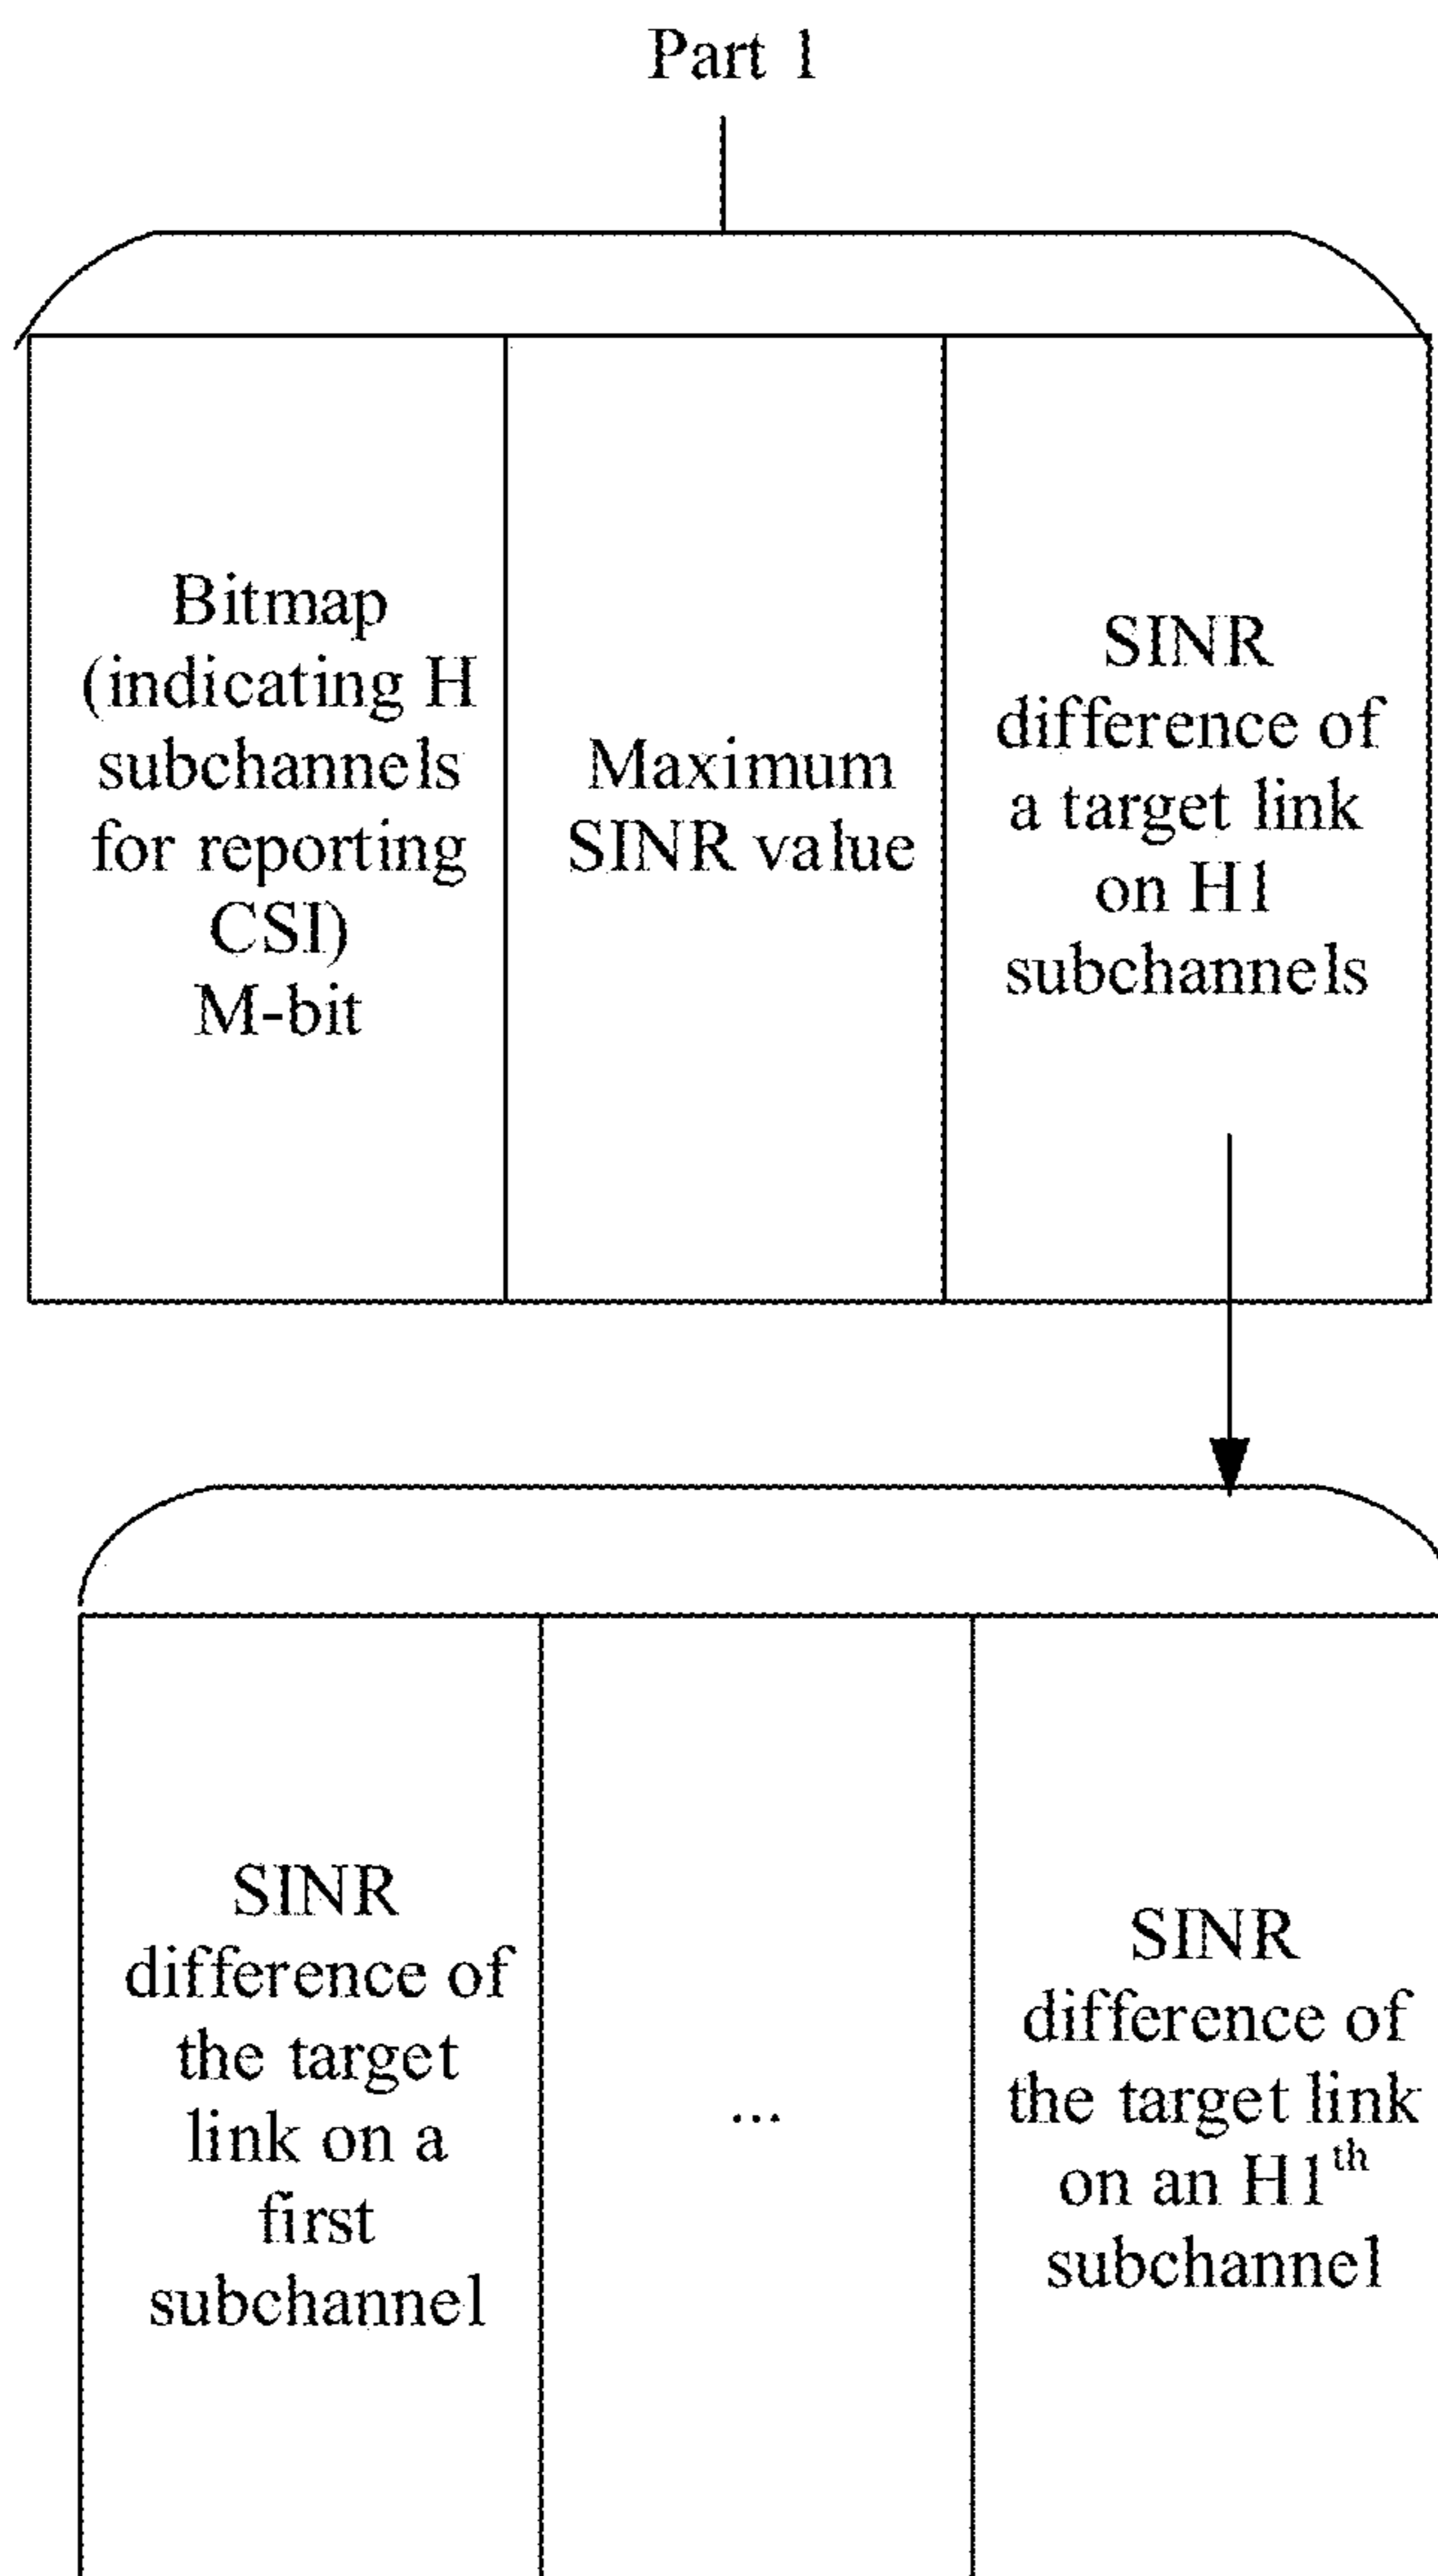 Part 1
Bitmap
(indicating H
subchannels
for reporting
CSI)
M-bit
Maximum
SINR value
SINR
difference of
a target link
on H1
subchannels
SINR
difference of
the target
link on a
first
subchannel
...
SINR
difference of
the target link
on an H1th
subchannel